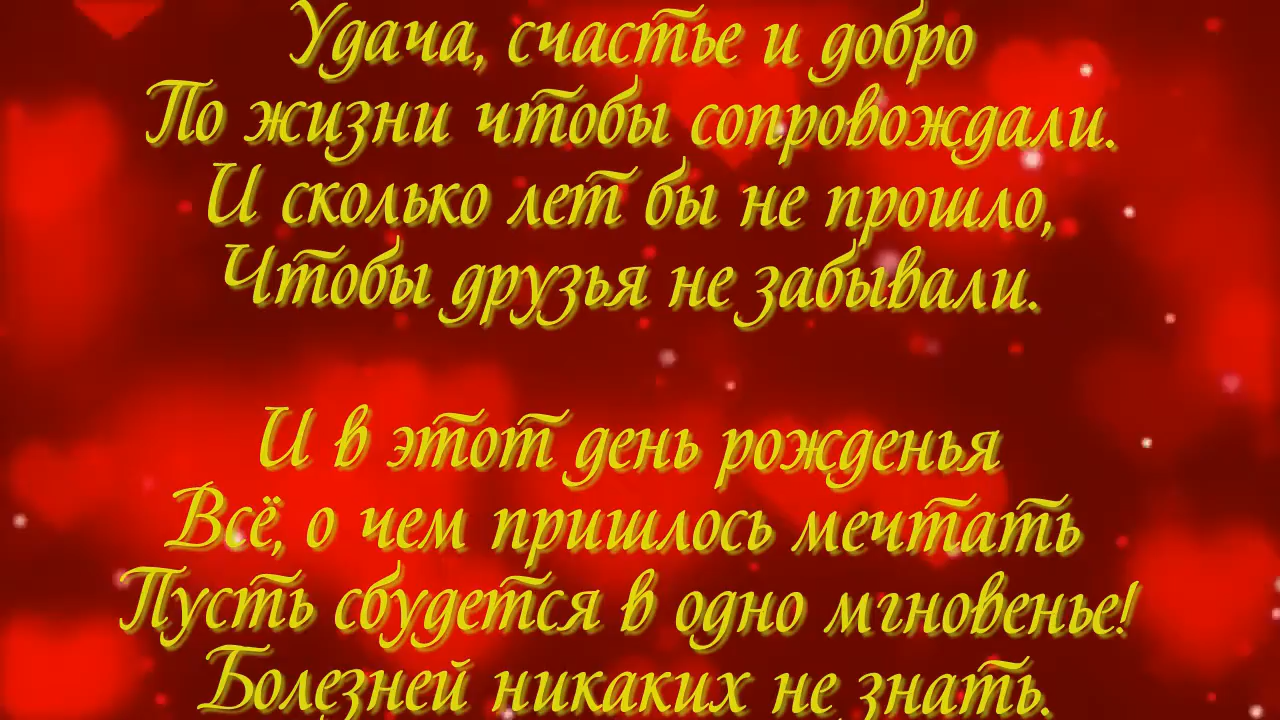 Удача, счастье и добро
По жизни чтобы сопровождали.
И сколько лет бы не прошло,
Чтобы друзья не забывали.
И в этот день рожденья
Всё, о чем пришлось мечтать
Пусть сбудется в одно мгновенье!
Болезней никаких не знать.